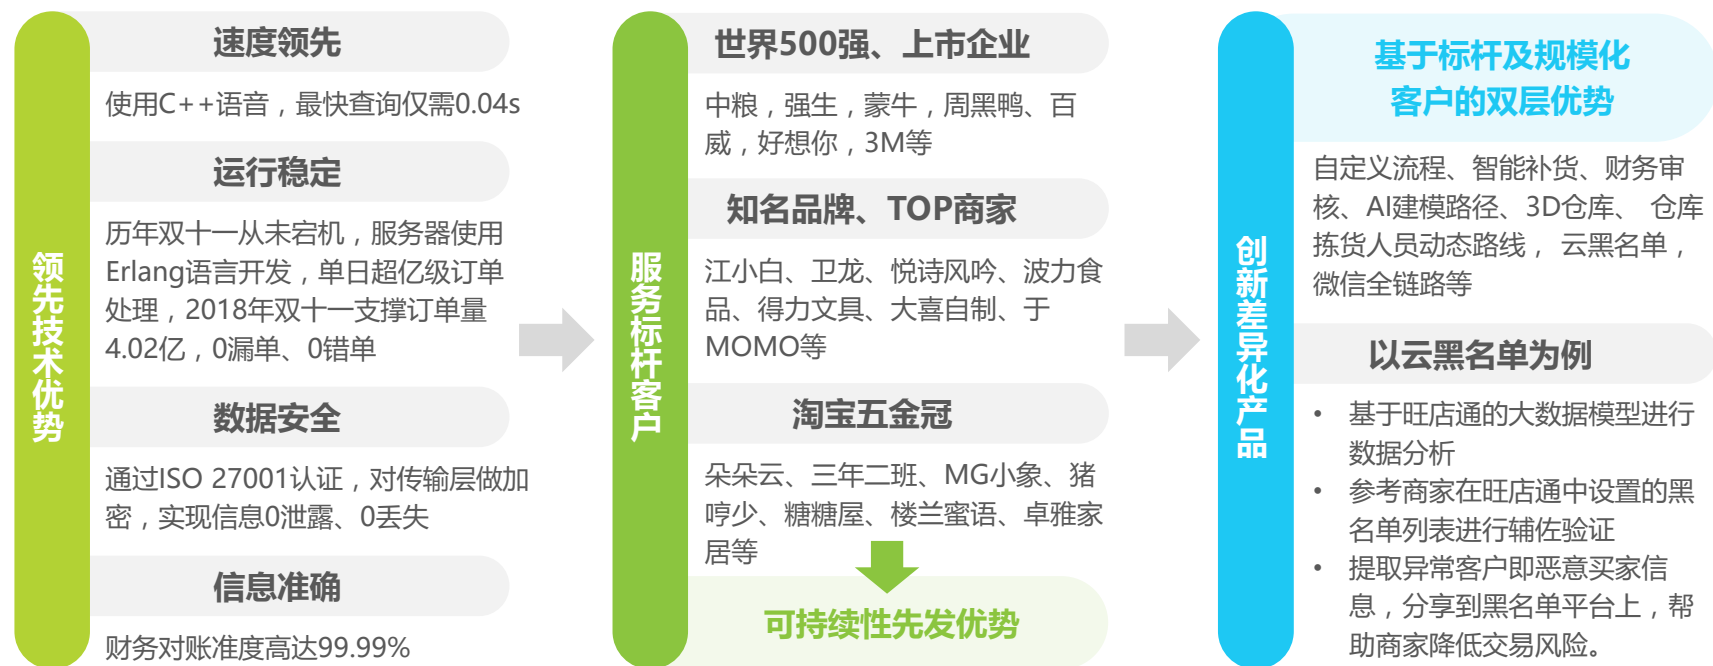 领先技术优势
速度领先
使用C++语音，最快查询仅需0.04s
运行稳定
历年双十一从未宕机，服务器使用
Erlang语言开发，单日超亿级订单
处理，2018年双十一支撑订单量
4.02亿，0漏单、0错单
数据安全
通过ISO 27001认证，对传输层做加
密，实现信息0泄露、0丢失
信息准确
财务对账准度高达99.99%
服务标杆客户
世界500强、上市企业
中粮，强生，蒙牛，周黑鸭、百
威，好想你，3M等
知名品牌、TOP商家
江小白、卫龙、悦诗风吟、波力食
品、得力文具、大喜自制、于
MOMO等
淘宝五金冠
朵朵云、三年二班、MG小象、猪
哼少、糖糖屋、楼兰蜜语、卓雅家
居等
可持续性先发优势
创新差异化产品
基于标杆及规模化
客户的双层优势
自定义流程、智能补货、财务审
核、AI建模路径、3D仓库、 仓库
拣货人员动态路线， 云黑名单，
微信全链路等
以云黑名单为例
• 基于旺店通的大数据模型进行
数据分析
• 参考商家在旺店通中设置的黑
名单列表进行辅佐验证
• 提取异常客户即恶意买家信
息，分享到黑名单平台上，帮
助商家降低交易风险。